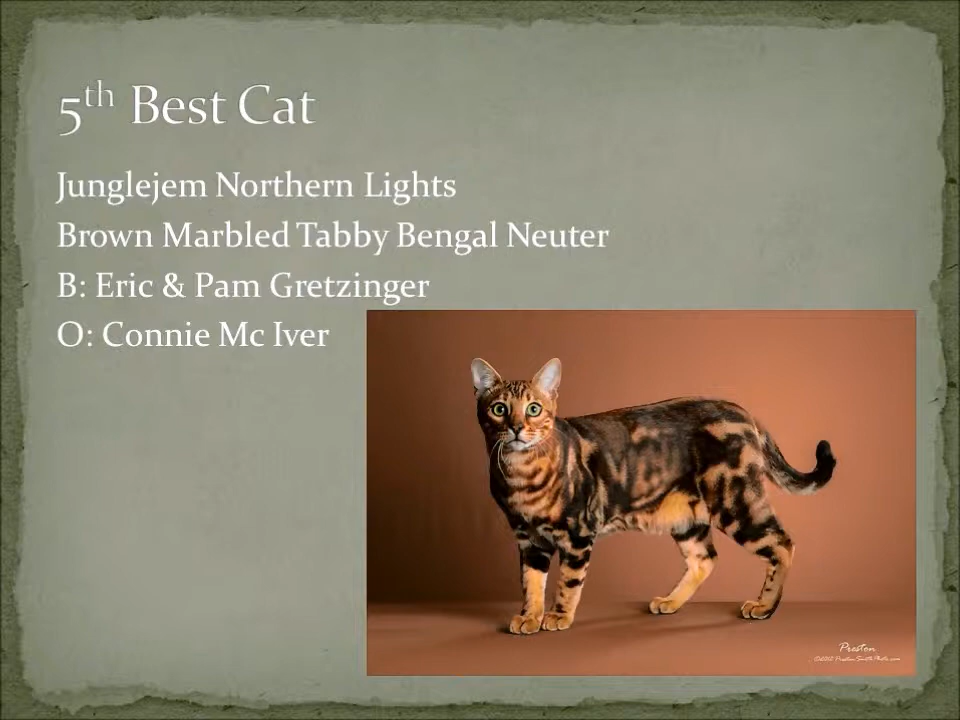 5th Best Cat
Junglejem Northern Lights
Brown Marbled Tabby Bengal Neuter
B: Eric & Pam Gretzinger
O: Connie Mc Iver
Preston